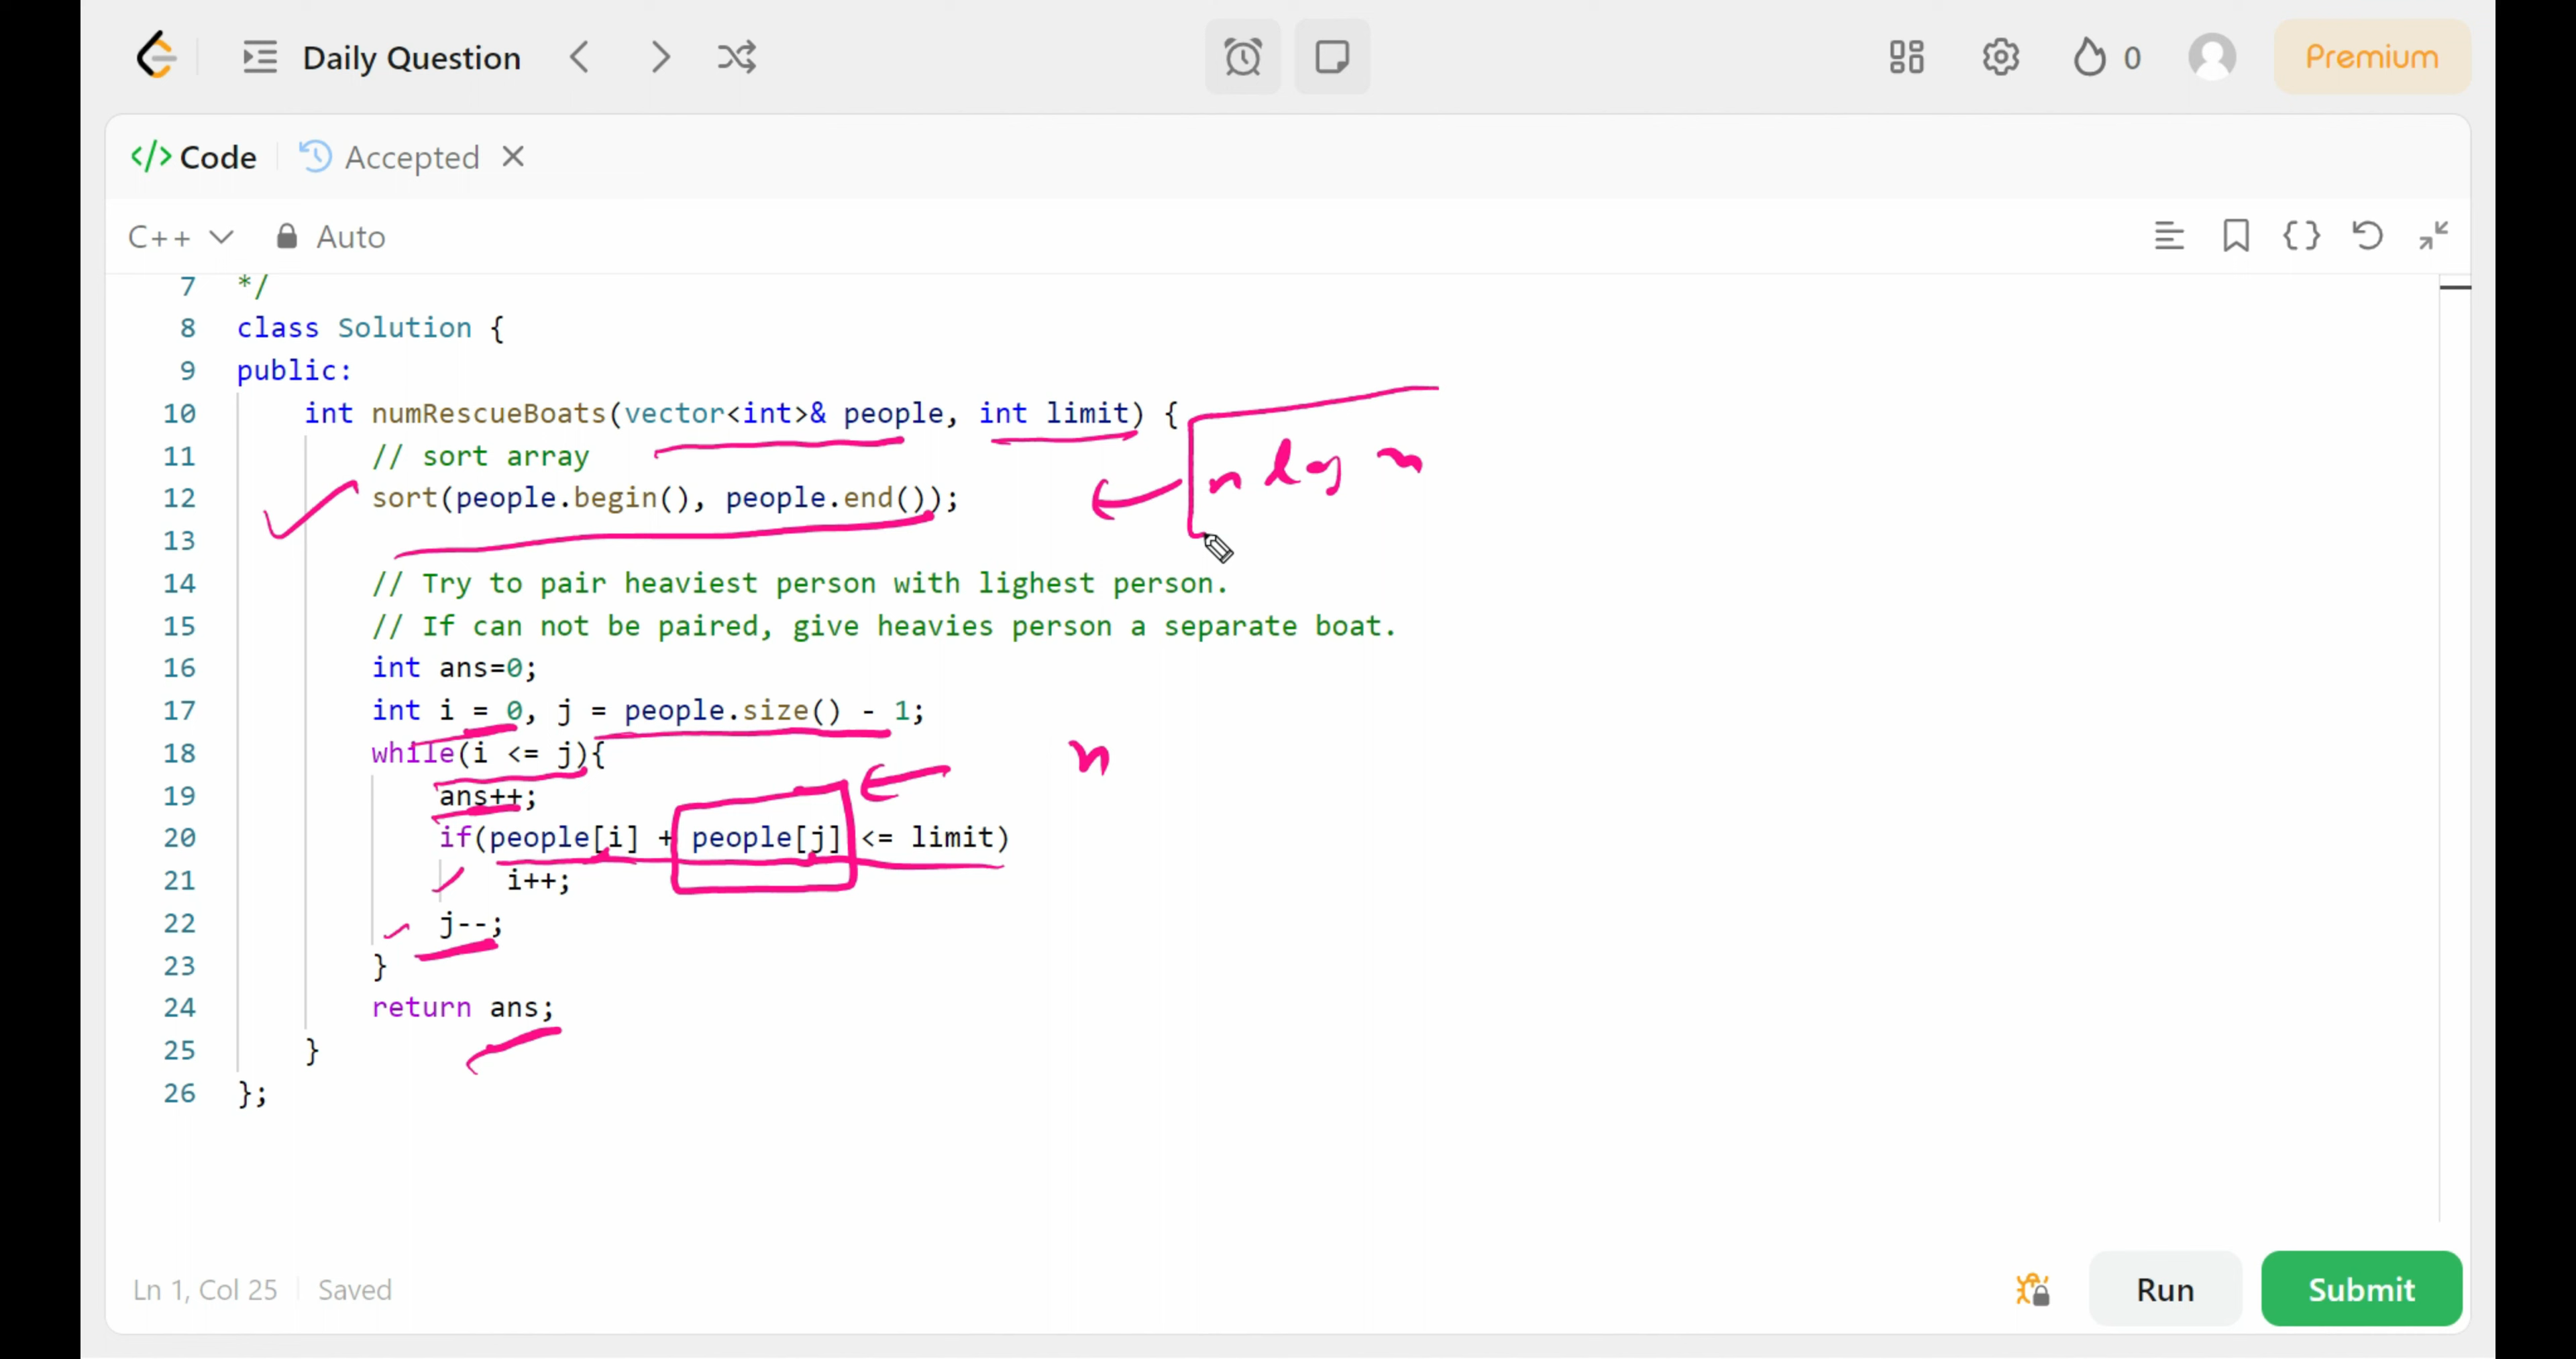 Daily Question
0
Premium
</> Code
Accepted
C++
Auto
7 */
8 class Solution {
9 public:
10 int numRescueBoats(vector<int>& people, int limit) {
11 // sort array
n log n
12 sort(people.begin(), people.end());
13
14 // Try to pair heaviest person with lighest person.
15 // If can not be paired, give heavies person a separate boat.
16 int ans=0;
17 int i = 0, j = people.size() - 1;
18 while(i <= j){
n
19 ans++;
20 if(people[i] + people[j] <= limit)
21 i++;
22 j--;
23 }
24 return ans;
25 }
26 };
Ln 1, Col 25
Saved
Run
Submit